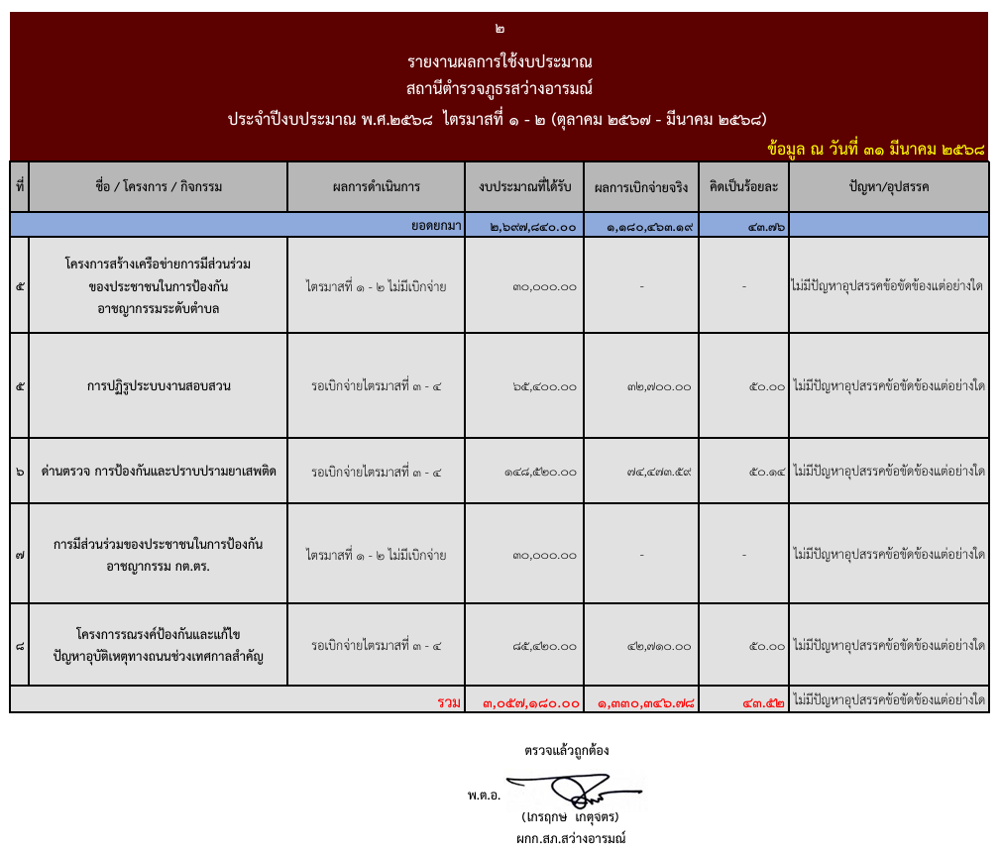 ๒
รายงานผลการใช้งบประมาณ
สถานีตำรวจภูธรสว่างอารมณ์
ประจำปีงบประมาณ พ.ศ.๒๕๖๘ ไตรมาสที่ ๑ - ๒ (ตุลาคม ๒๕๖๗ - มีนาคม ๒๕๖๘)
ข้อมูล ณ วันที่ ๓๑ มีนาคม ๒๕๖๘
ที่ ชื่อ / โครงการ / กิจกรรม ผลการดำเนินการ งบประมาณที่ได้รับ ผลการเบิกจ่ายจริง คิดเป็นร้อยละ ปัญหา/อุปสรรค
ยอดยกมา ๒,๖๙๗,๘๔๐.๐๐ ๑,๑๘๐,๔๖๓.๑๙ ๔๓.๗๖
โครงการสร้างเครือข่ายการมีส่วนร่วม
๕ ของประชาชนในการป้องกัน ไตรมาสที่ ๑ - ๒ ไม่มีเบิกจ่าย ๓๐,๐๐๐.๐๐ - - ไม่มีปัญหาอุปสรรคข้อขัดข้องแต่อย่างใด
อาชญากรรมระดับตำบล
๕ การปฏิรูประบบงานสอบสวน รอเบิกจ่ายไตรมาสที่ ๓ - ๔ ๖๕,๔๐๐.๐๐ ๓๒,๗๐๐.๐๐ ๕๐.๐๐ ไม่มีปัญหาอุปสรรคข้อขัดข้องแต่อย่างใด
๖ ด่านตรวจ การป้องกันและปราบปรามยาเสพติด รอเบิกจ่ายไตรมาสที่ ๓ - ๔ ๑๔๘,๕๒๐.๐๐ ๗๔,๔๗๓.๕๙ ๕๐.๑๔ ไม่มีปัญหาอุปสรรคข้อขัดข้องแต่อย่างใด
การมีส่วนร่วมของประชาชนในการป้องกัน
๗ อาชญากรรม กต.ตร. ไตรมาสที่ ๑ - ๒ ไม่มีเบิกจ่าย ๓๐,๐๐๐.๐๐ - - ไม่มีปัญหาอุปสรรคข้อขัดข้องแต่อย่างใด
โครงการรณรงค์ป้องกันและแก้ไข
๘ ปัญหาอุบัติเหตุทางถนนช่วงเทศกาลสำคัญ รอเบิกจ่ายไตรมาสที่ ๓ - ๔ ๘๕,๔๒๐.๐๐ ๔๒,๗๑๐.๐๐ ๕๐.๐๐ ไม่มีปัญหาอุปสรรคข้อขัดข้องแต่อย่างใด
รวม ๓,๐๕๗,๑๘๐.๐๐ ๑,๓๓๐,๓๔๖.๗๘ ๔๓.๕๒ ไม่มีปัญหาอุปสรรคข้อขัดข้องแต่อย่างใด
ตรวจแล้วถูกต้อง
พ.ต.อ.
(ไกรฤกษ์ เกตุจิตร)
ผกก.สภ.สว่างอารมณ์